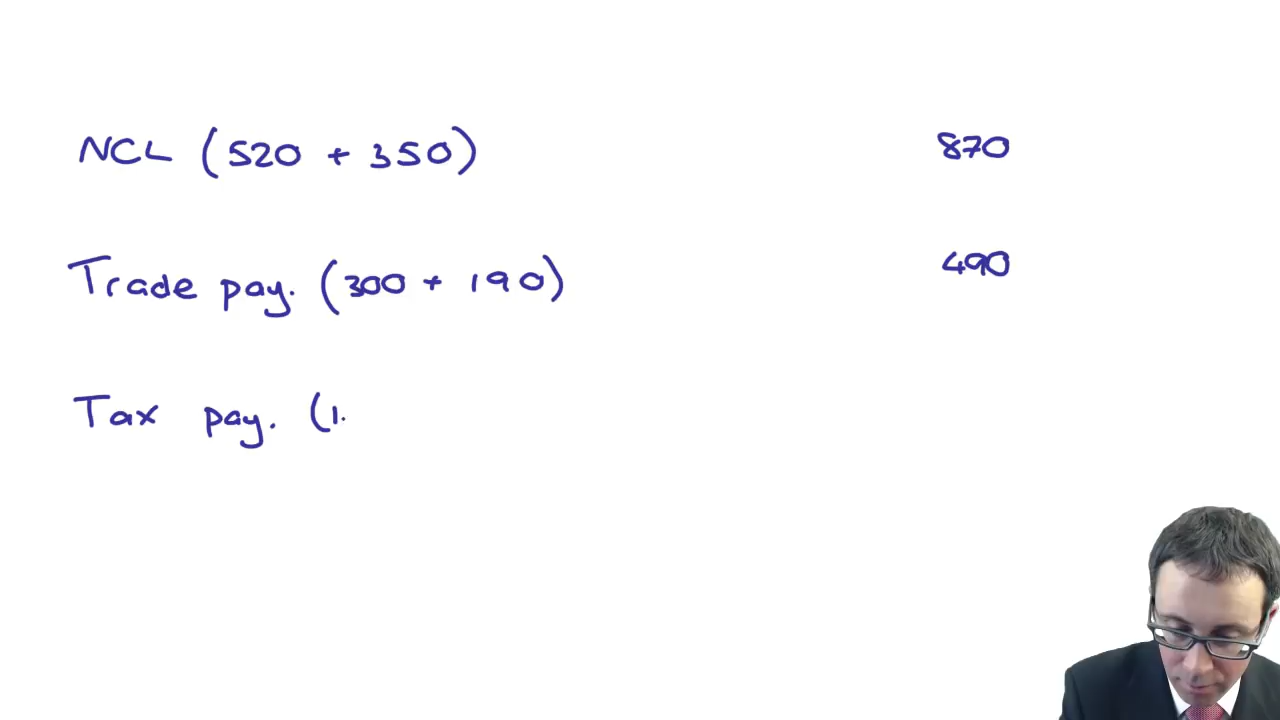 NCL (520 + 350) 870
Trade pay. (300 + 190) 490
Tax pay. (1.